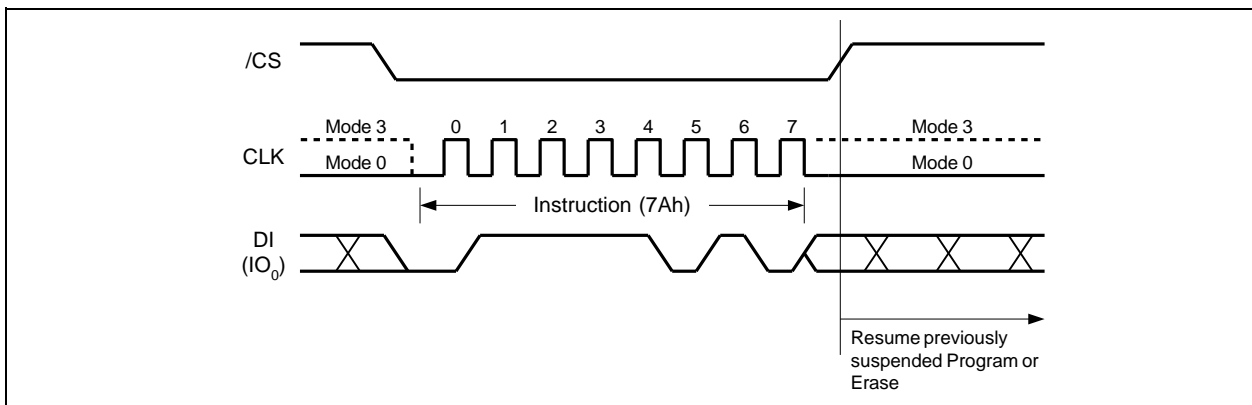 /CS
Mode 3 0 1 2 3 4 5 6 7 Mode 3
CLK
Mode 0 Mode 0
Instruction (7Ah)
DI
(IO₀)
Resume previously
suspended Program or
Erase